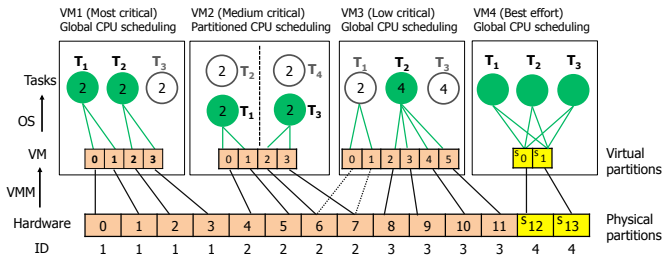 VM1 (Most critical) VM2 (Medium critical) VM3 (Low critical) VM4 (Best effort)
Global CPU scheduling Partitioned CPU scheduling Global CPU scheduling Global CPU scheduling
T1 T2 T3 2 T2 2 T4 T1 T2 T3 T1 T2 T3
Tasks 2 2 2 2 T1 2 T3 2 4 4
OS
VM 0 1 2 3 0 1 2 3 0 1 2 3 4 5 S0 S1 Virtual partitions
VMM
Hardware 0 1 2 3 4 5 6 7 8 9 10 11 S12 S13 Physical partitions
ID 1 1 1 1 2 2 2 2 3 3 3 3 4 4